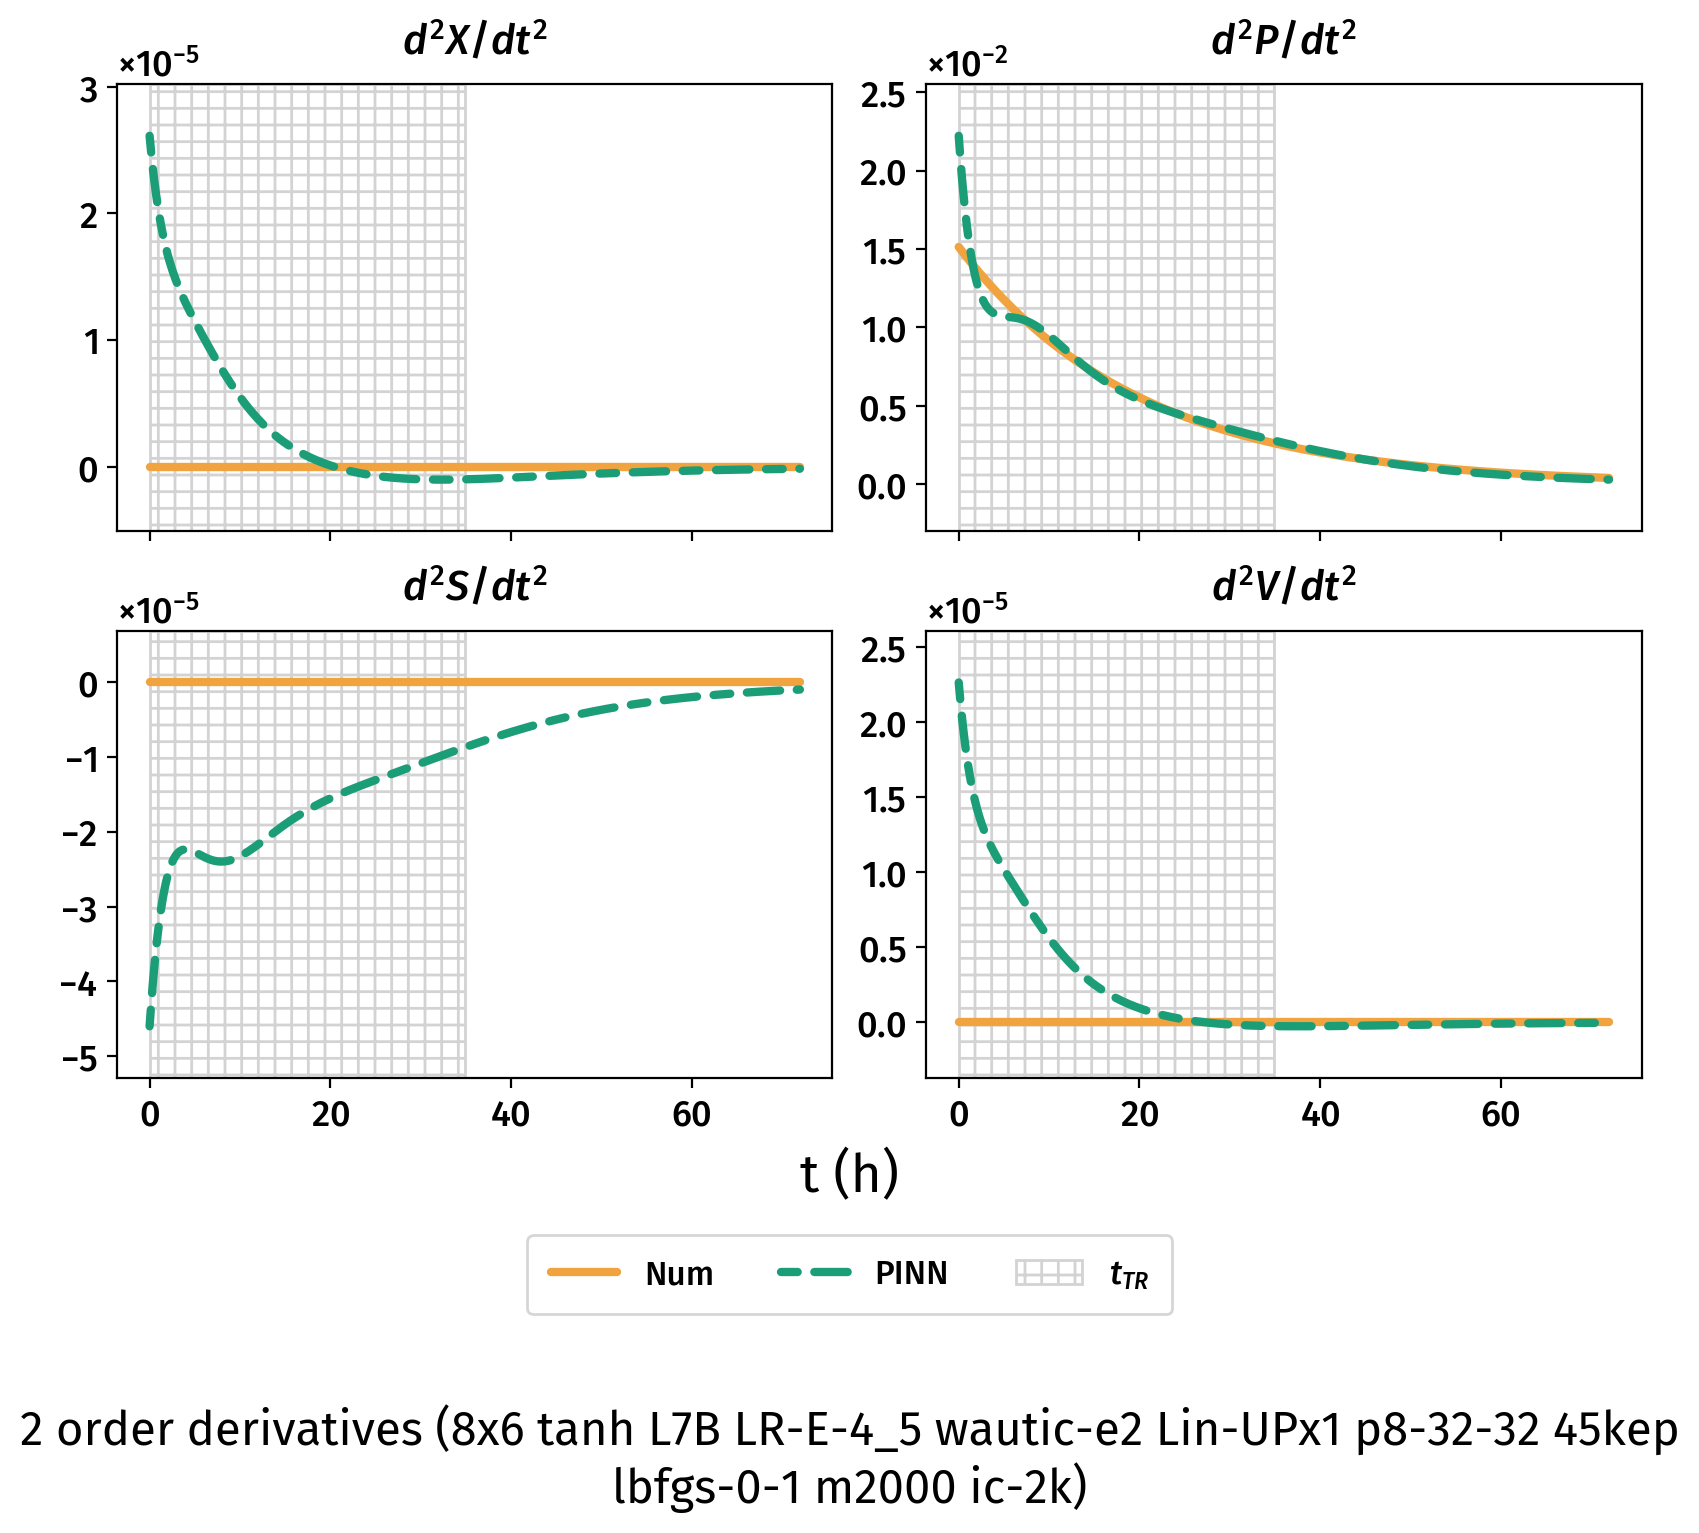 d²X/dt²
×10⁻⁵
3
2
1
0
d²P/dt²
×10⁻²
2.5
2.0
1.5
1.0
0.5
0.0
d²S/dt²
×10⁻⁵
0
−1
−2
−3
−4
−5
0 20 40 60
d²V/dt²
×10⁻⁵
2.5
2.0
1.5
1.0
0.5
0.0
0 20 40 60
t (h)
Num PINN t_TR
2 order derivatives (8x6 tanh L7B LR-E-4_5 wautic-e2 Lin-UPx1 p8-32-32 45kep
lbfgs-0-1 m2000 ic-2k)